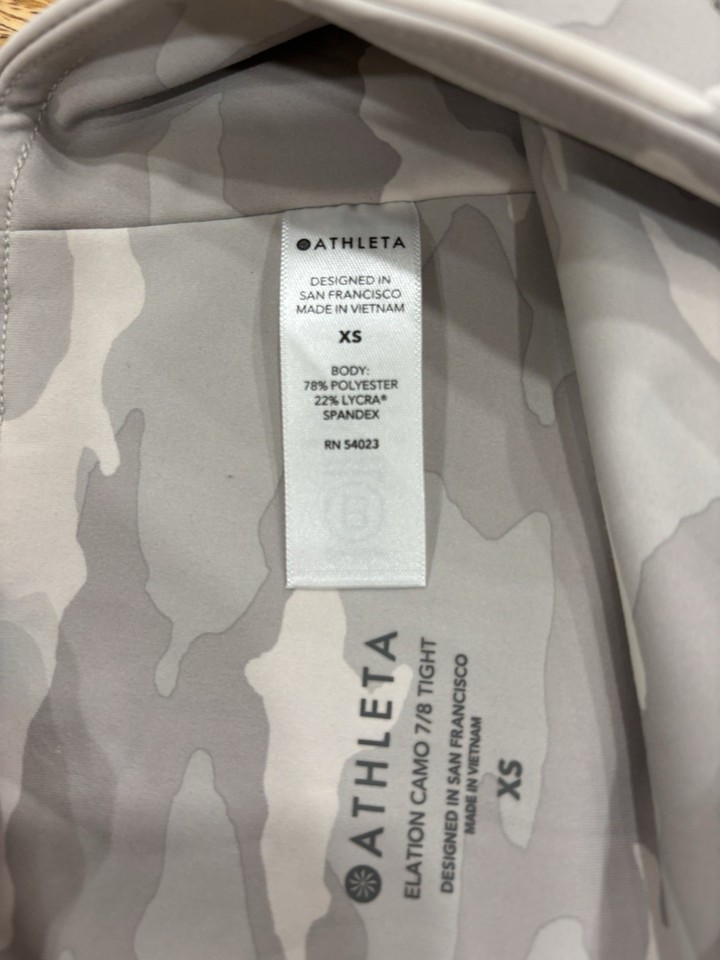 ATHLETA
DESIGNED IN
SAN FRANCISCO
MADE IN VIETNAM
XS
BODY:
78% POLYESTER
22% LYCRA®
SPANDEX
RN 54023
ATHLETA
ELATION CAMO 7/8 TIGHT
DESIGNED IN SAN FRANCISCO
MADE IN VIETNAM
XS